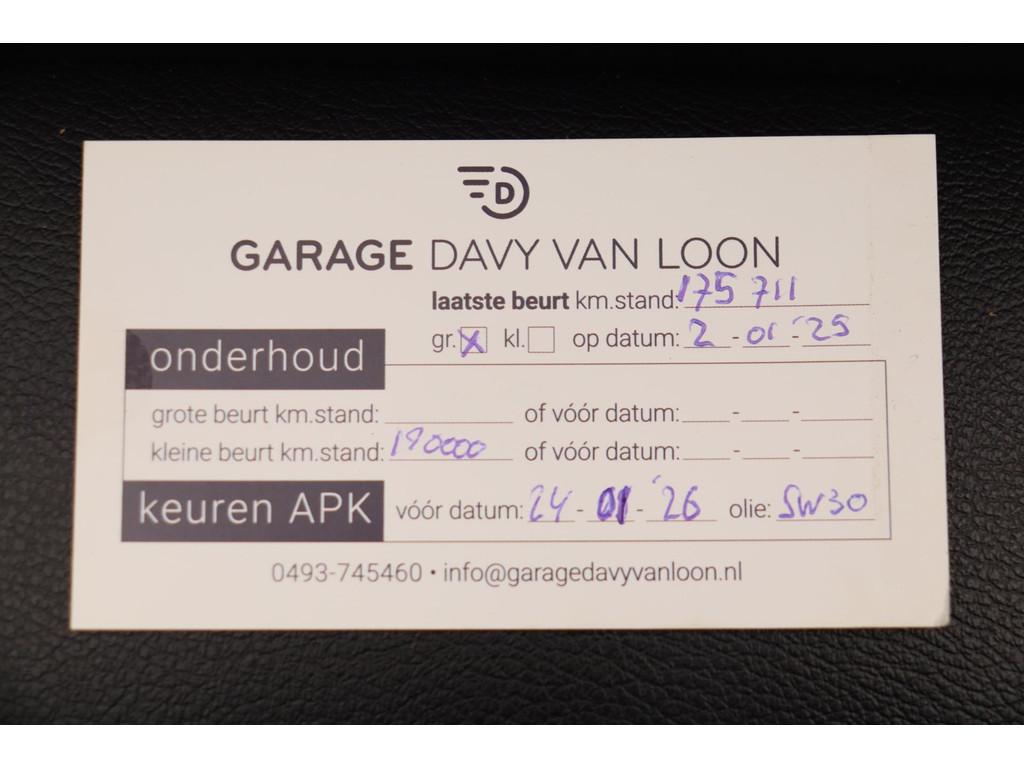 D
GARAGE DAVY VAN LOON
laatste beurt km.stand: 175 711
gr. X kl. op datum: 2 - 01 - '25
onderhoud
grote beurt km.stand: of vóór datum: - -
kleine beurt km.stand: 190000 of vóór datum: - -
keuren APK vóór datum: 24 - 01 - '26 olie: 5W30
0493-745460 • info@garagedavyvanloon.nl